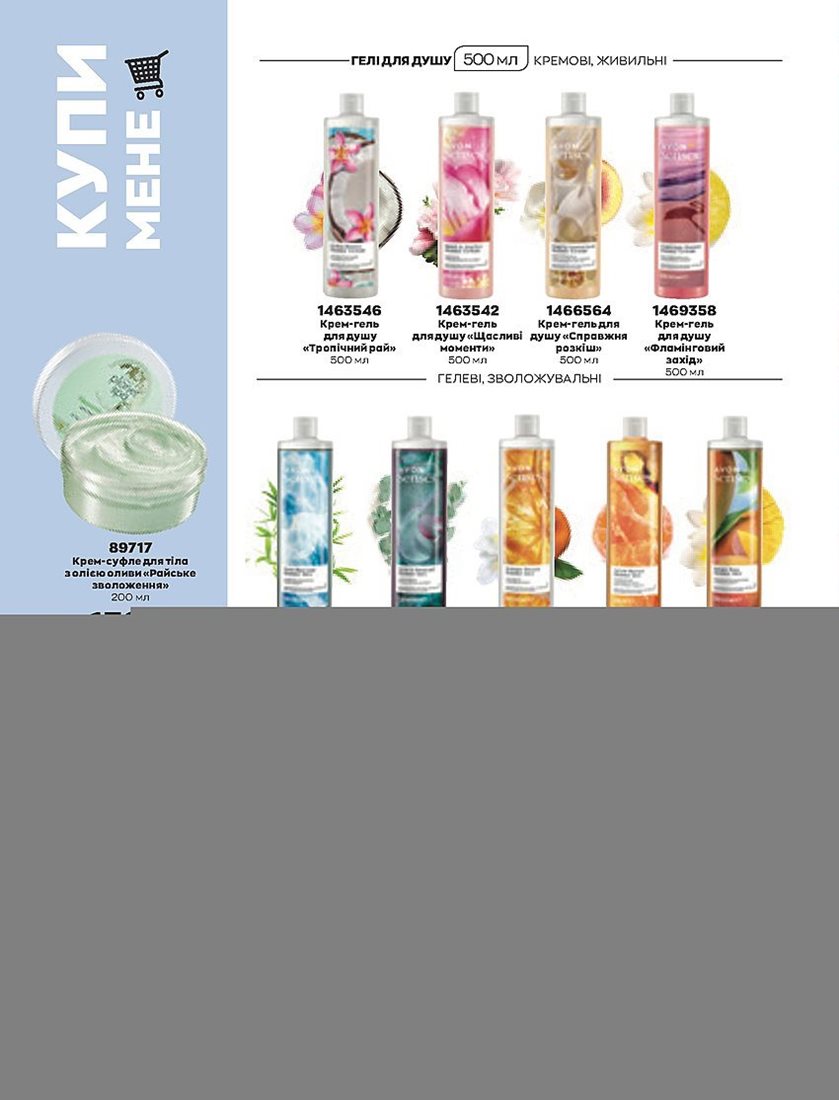 КУПИ
МЕНЕ
ГЕЛІ ДЛЯ ДУШУ 500 МЛ КРЕМОВІ, ЖИВИЛЬНІ
1463546
Крем-гель
для душу
«Тропічний рай»
500 мл
1463542
Крем-гель
для душу «Щасливі
моменти»
500 мл
1466564
Крем-гель для
душу «Справжня
розкіш»
500 мл
1469358
Крем-гель
для душу
«Фламінговий
захід»
500 мл
ГЕЛЕВІ, ЗВОЛОЖУВАЛЬНІ
89717
Крем-суфле для тіла
з олією оливи «Райське
зволоження»
200 мл